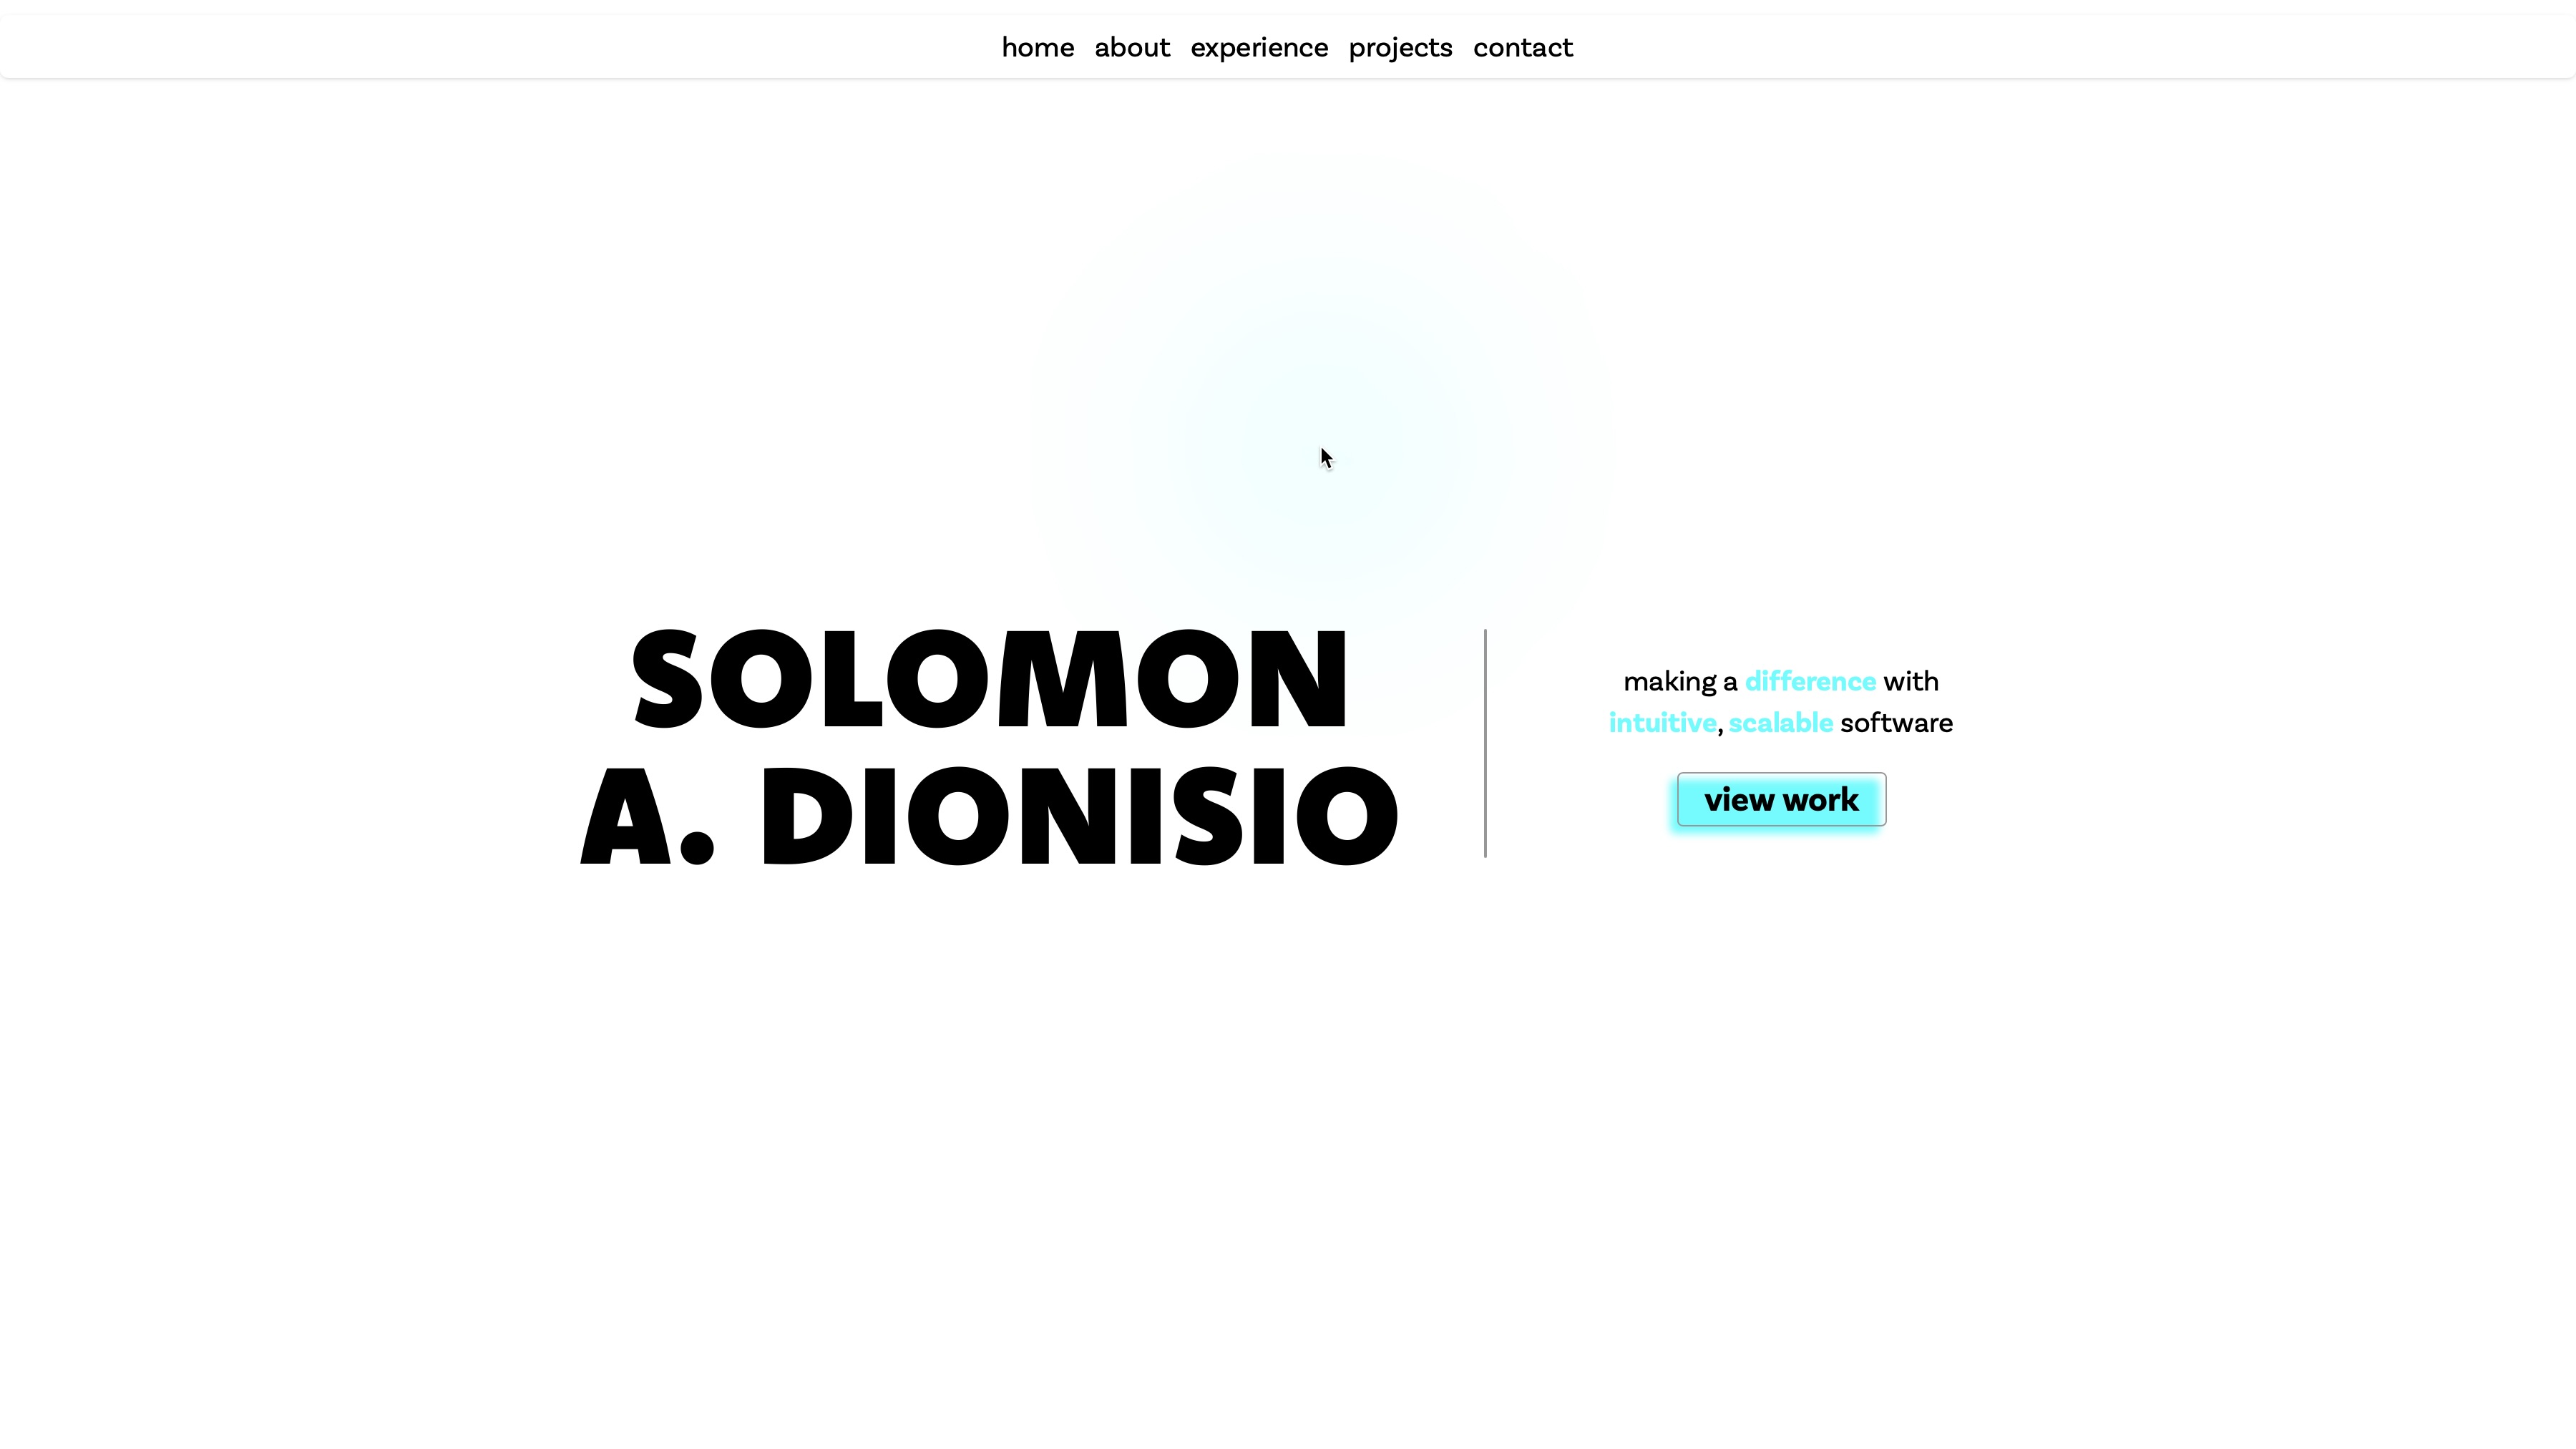 home about experience projects contact
SOLOMON
A. DIONISIO
making a difference with
intuitive, scalable software
view work